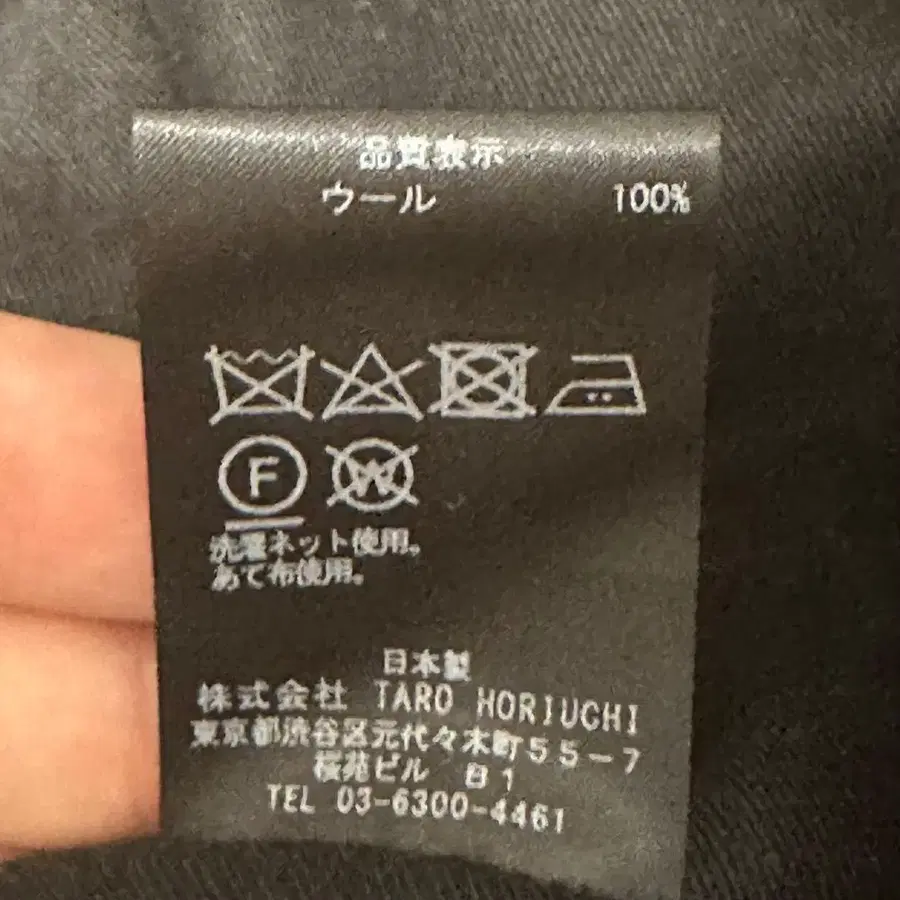 品質表示
ウール 100%
F W
洗濯ネット使用。
あて布使用。
日本製
株式会社 TARO HORIUCHI
東京都渋谷区元代々木町55-7
桜苑ビル B1
TEL 03-6300-4461